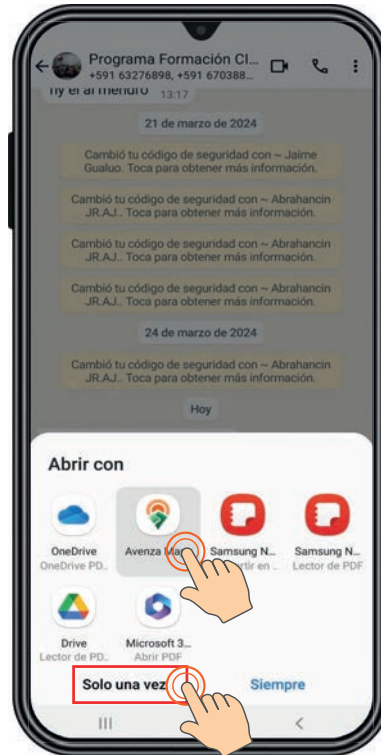 Programa Formación Cl...
+591 63276898, +591 670388...
13:17
21 de marzo de 2024
Cambió tu código de seguridad con ~ Jaime
Gualuo. Toca para obtener más información.
Cambió tu código de seguridad con ~ Abrahancin
JR.AJ.. Toca para obtener más información.
Cambió tu código de seguridad con ~ Abrahancin
JR.AJ.. Toca para obtener más información.
Cambió tu código de seguridad con ~ Abrahancin
JR.AJ.. Toca para obtener más información.
24 de marzo de 2024
Cambió tu código de seguridad con ~ Abrahancin
JR.AJ.. Toca para obtener más información.
Hoy
Abrir con
OneDrive Avenza Samsung N... Samsung N...
OneDrive PD.. en .. Lector de PDF
Drive Microsoft 3...
Lector de PD.. Abrir PDF
Solo una vez Siempre